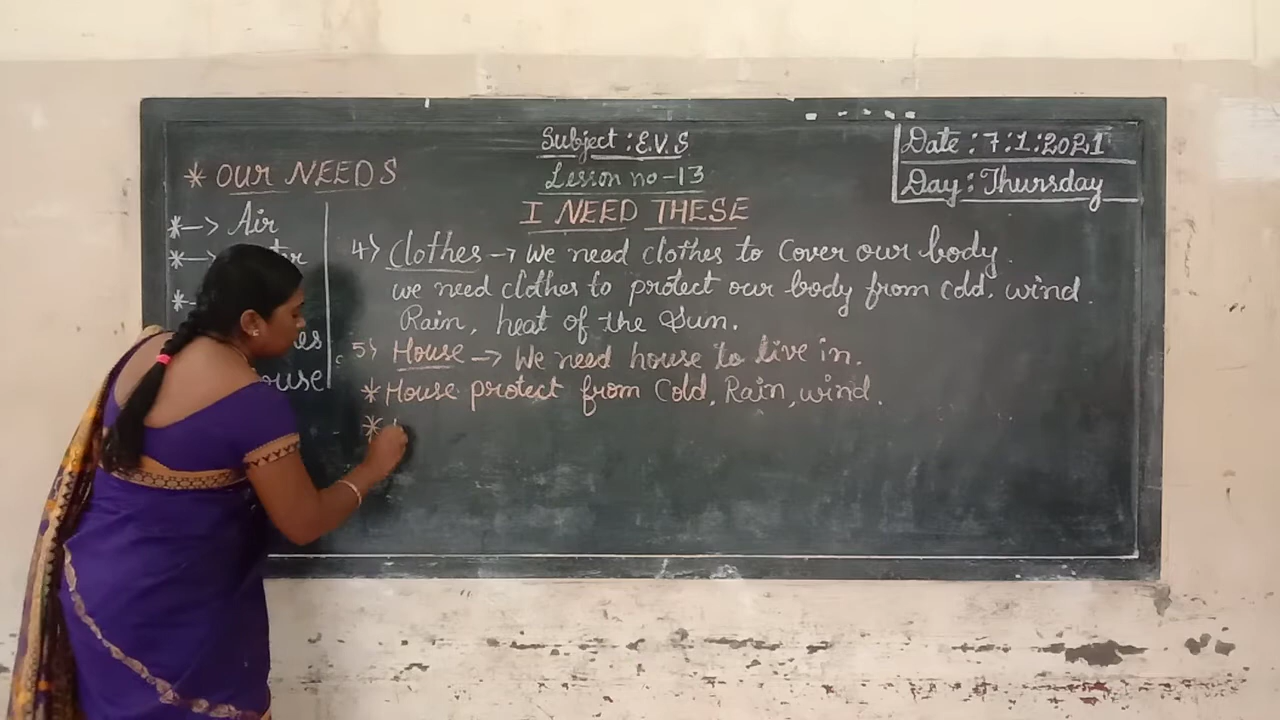 Subject : E.V.S
Lesson no-13
I NEED THESE
Date : 7:1:2021
Day : Thursday
* OUR NEEDS
*-> Air
*->
*-
4) Clothes -> We need clothes to Cover our body.
we need clothes to protect our body from Cold, wind.
Rain, heat of the Sun.
5) House -> We need house to live in.
* House protect from Cold, Rain, wind.
*